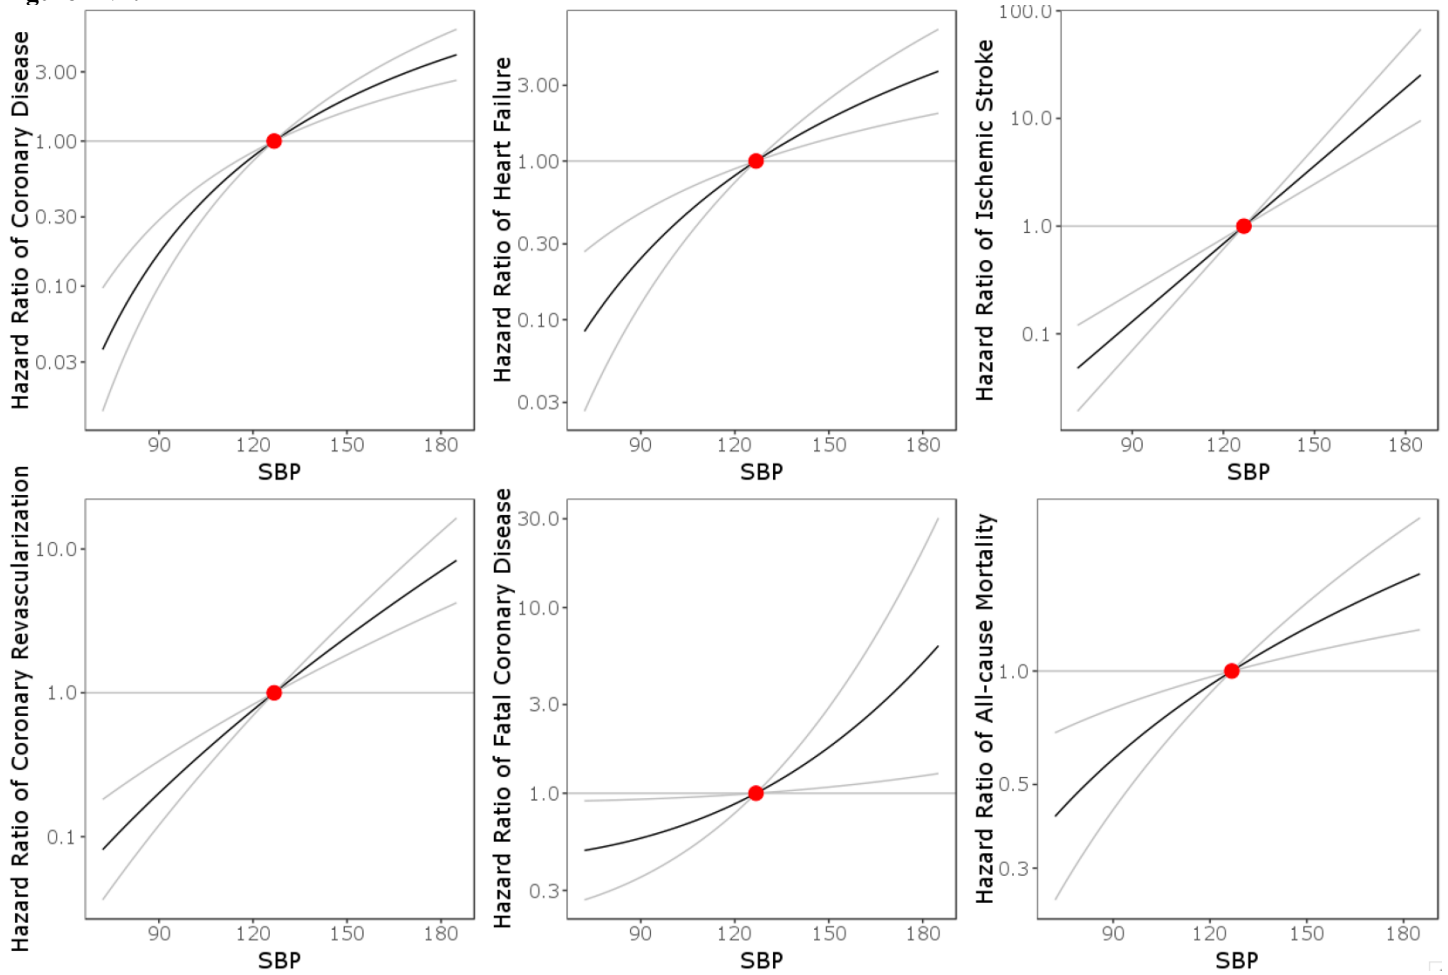 Hazard Ratio of Coronary Disease
3.00
1.00
0.30
0.10
0.03
90 120 150 180
SBP
Hazard Ratio of Heart Failure
3.00
1.00
0.30
0.10
0.03
90 120 150 180
SBP
Hazard Ratio of Ischemic Stroke
100.0
10.0
1.0
0.1
90 120 150 180
SBP
Hazard Ratio of Coronary Revascularization
10.0
1.0
0.1
90 120 150 180
SBP
Hazard Ratio of Fatal Coronary Disease
30.0
10.0
3.0
1.0
0.3
90 120 150 180
SBP
Hazard Ratio of All-cause Mortality
1.0
0.5
0.3
90 120 150 180
SBP